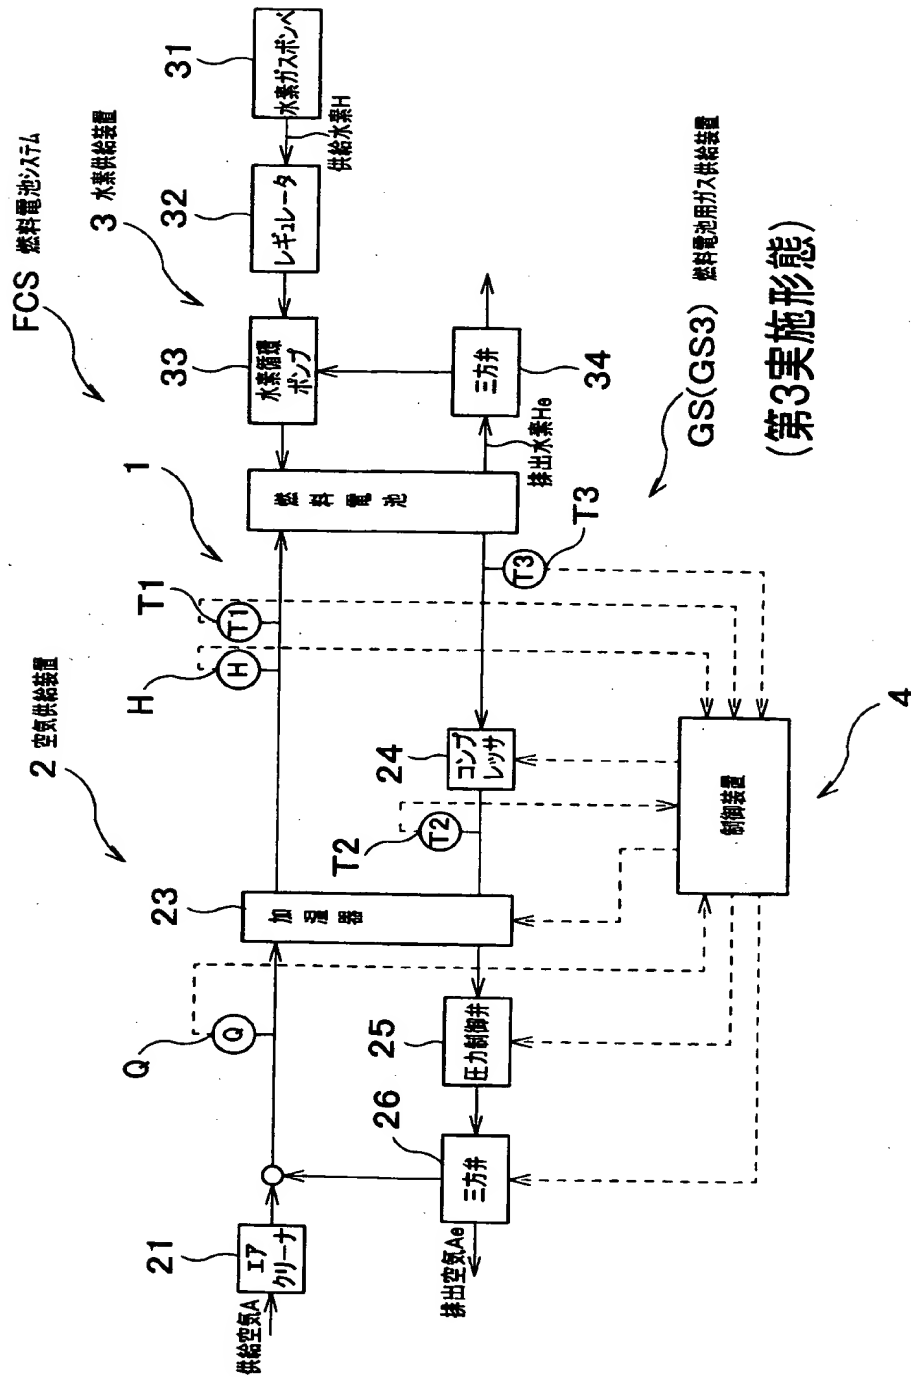 FCS 燃料電池システム
2 空気供給装置
3 水素供給装置
1
21
エア
クリーナ
供給空気A
Q
Q
23
加湿器
H
H
T1
T1
燃料電池
33
水素循環
ポンプ
32
レギュレータ
供給水素H
31
水素ガスボンベ
26
三方弁
排出空気Ae
25
圧力制御弁
T2
T2
24
コンプ
レッサ
T3
T3
排出水素He
三方弁
34
制御装置
4
GS(GS3) 燃料電池用ガス供給装置
(第3実施形態)